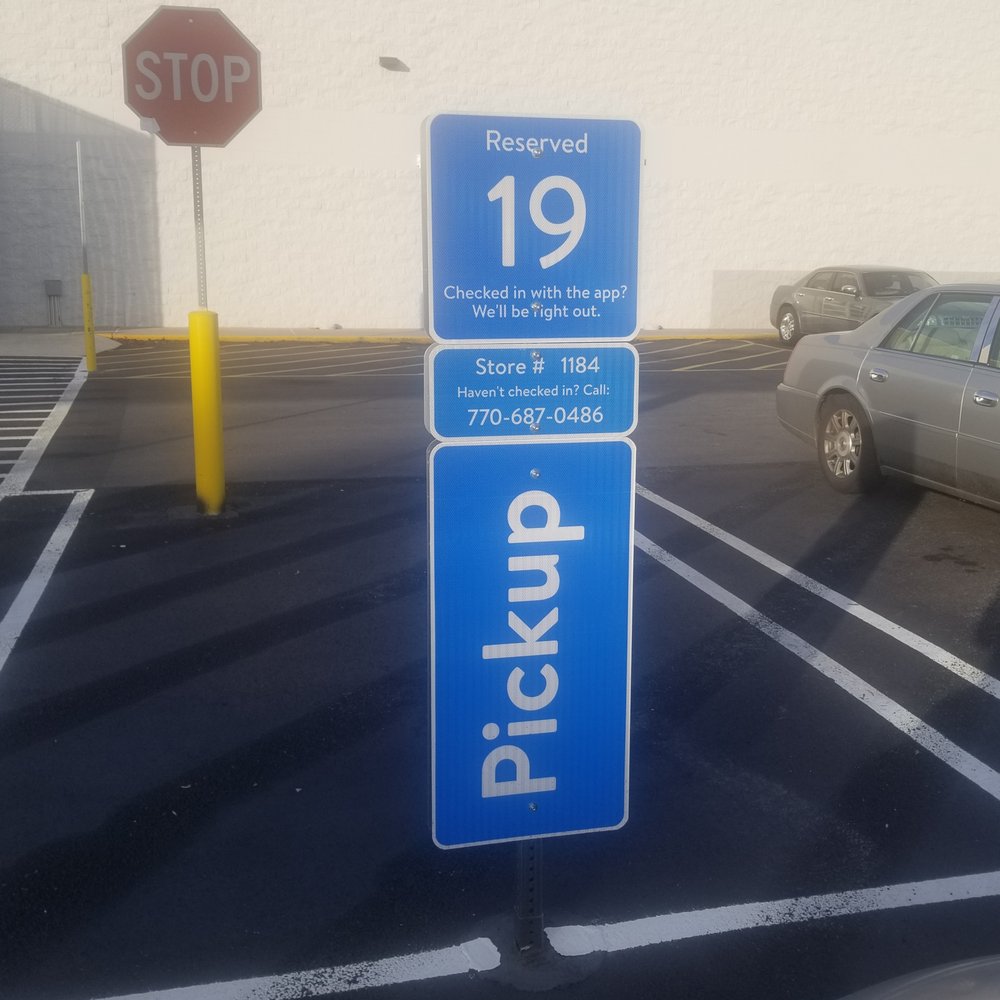 STOP
Reserved
19
Checked in with the app?
We'll be right out.
Store # 1184
Haven't checked in? Call:
770-687-0486
Pickup